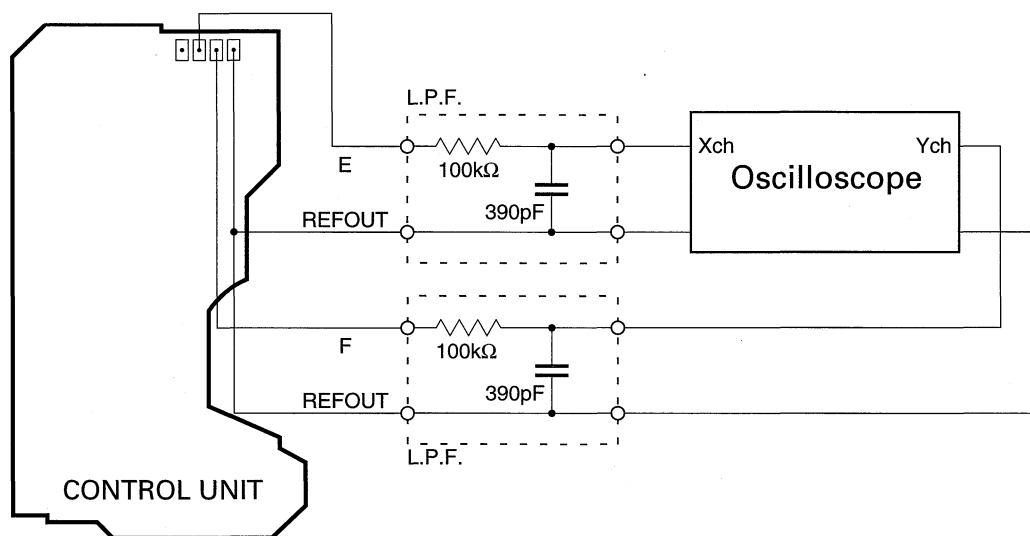 L.P.F.
E
100kΩ
390pF
REFOUT
Xch
Ych
Oscilloscope
F
100kΩ
390pF
REFOUT
L.P.F.
CONTROL UNIT